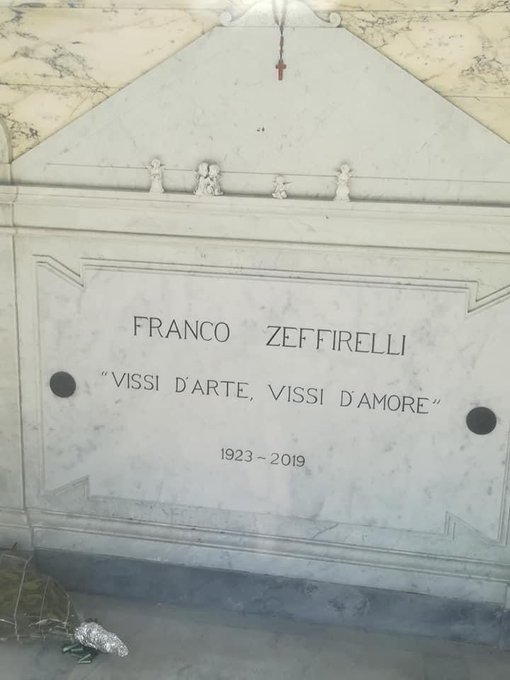 FRANCO ZEFFIRELLI
"VISSI D'ARTE, VISSI D'AMORE"
1923~2019